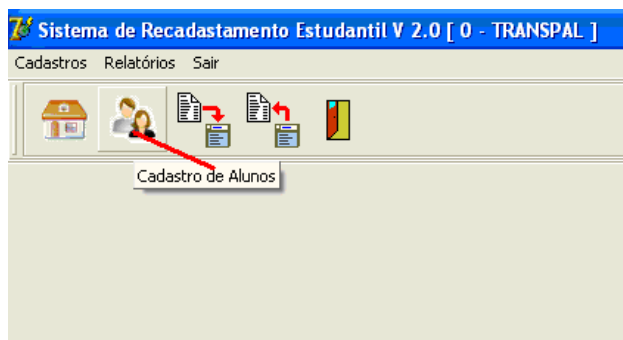 Sistema de Recadastamento Estudantil V 2.0 [ 0 - TRANSPAL ]
Cadastros Relatórios Sair
Cadastro de Alunos